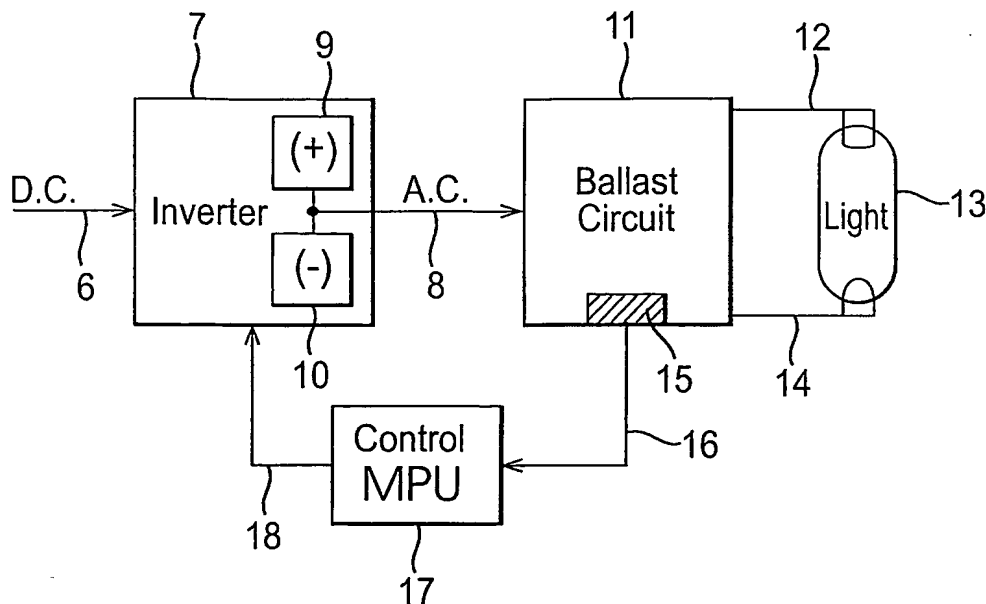 7
9
11
12
(+)
D.C.
Inverter
A.C.
Ballast
Circuit
Light
13
6
(-)
8
10
15
14
Control
MPU
16
18
17